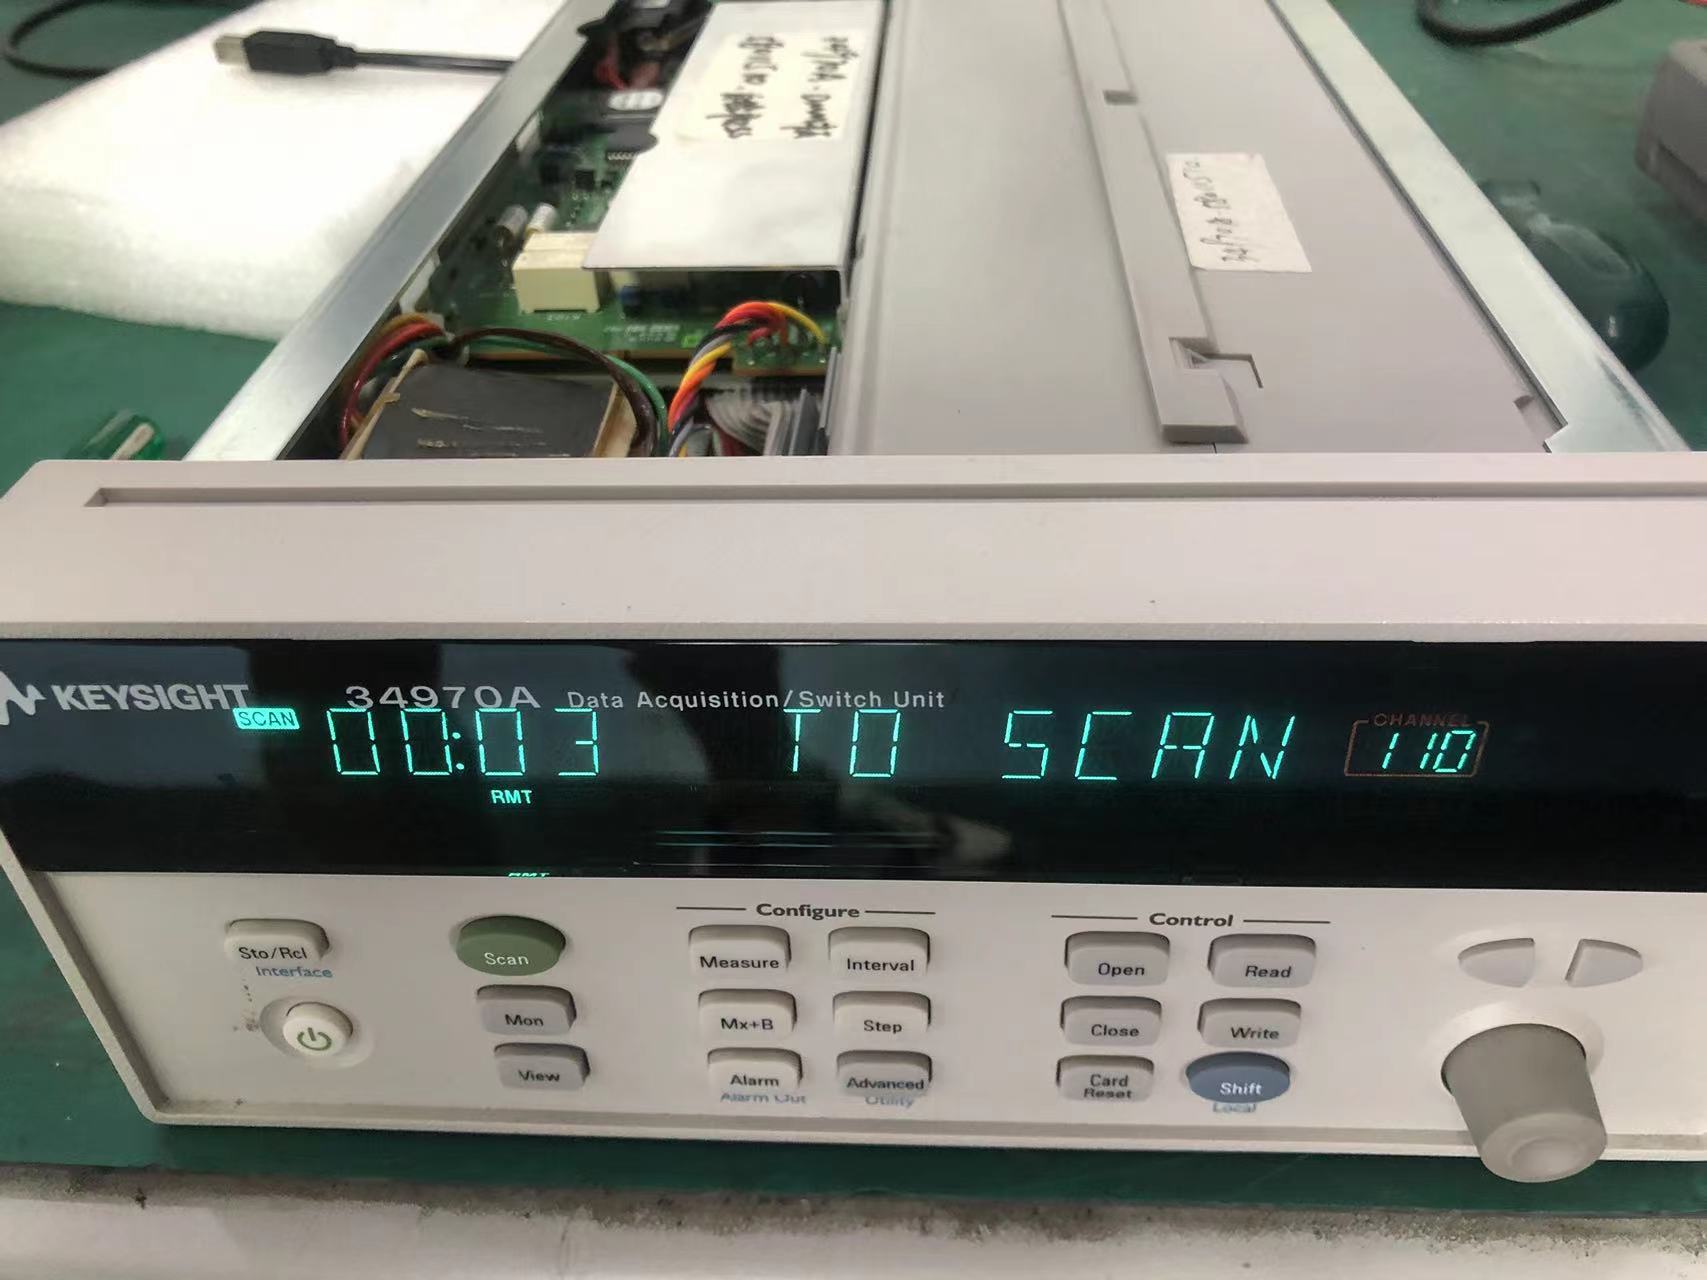 KEYSIGHT
34970A Data Acquisition/Switch Unit
SCAN
00:03 TO SCAN
CHANNEL
110
RMT
Configure
Control
Sto/Rcl
Interface
Scan
Measure
Interval
Open
Read
Mon
Mx+B
Step
Close
Write
View
Alarm
Alarm Out
Advanced
Utility
Card
Reset
Shift
Local